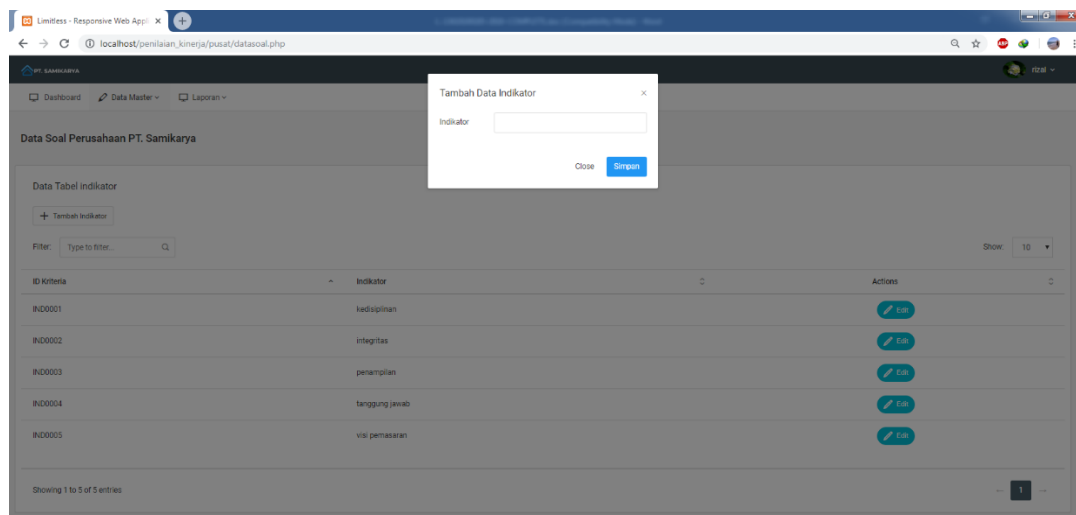 Limitless - Responsive Web Appl
localhost/penilaian_kinerja/pusat/datasoal.php
ABP
PT. SAMIKARYA
rizal
Dashboard Data Master Laporan
Tambah Data Indikator ×
Indikator
Close Simpan
Data Soal Perusahaan PT. Samikarya
Data Tabel indikator
+ Tambah Indikator
Filter: Type to filter... Show: 10
ID Kriteria Indikator Actions
IND0001 kedisiplinan Edit
IND0002 integritas Edit
IND0003 penampilan Edit
IND0004 tanggung jawab Edit
IND0005 visi pemasaran Edit
Showing 1 to 5 of 5 entries ← 1 →